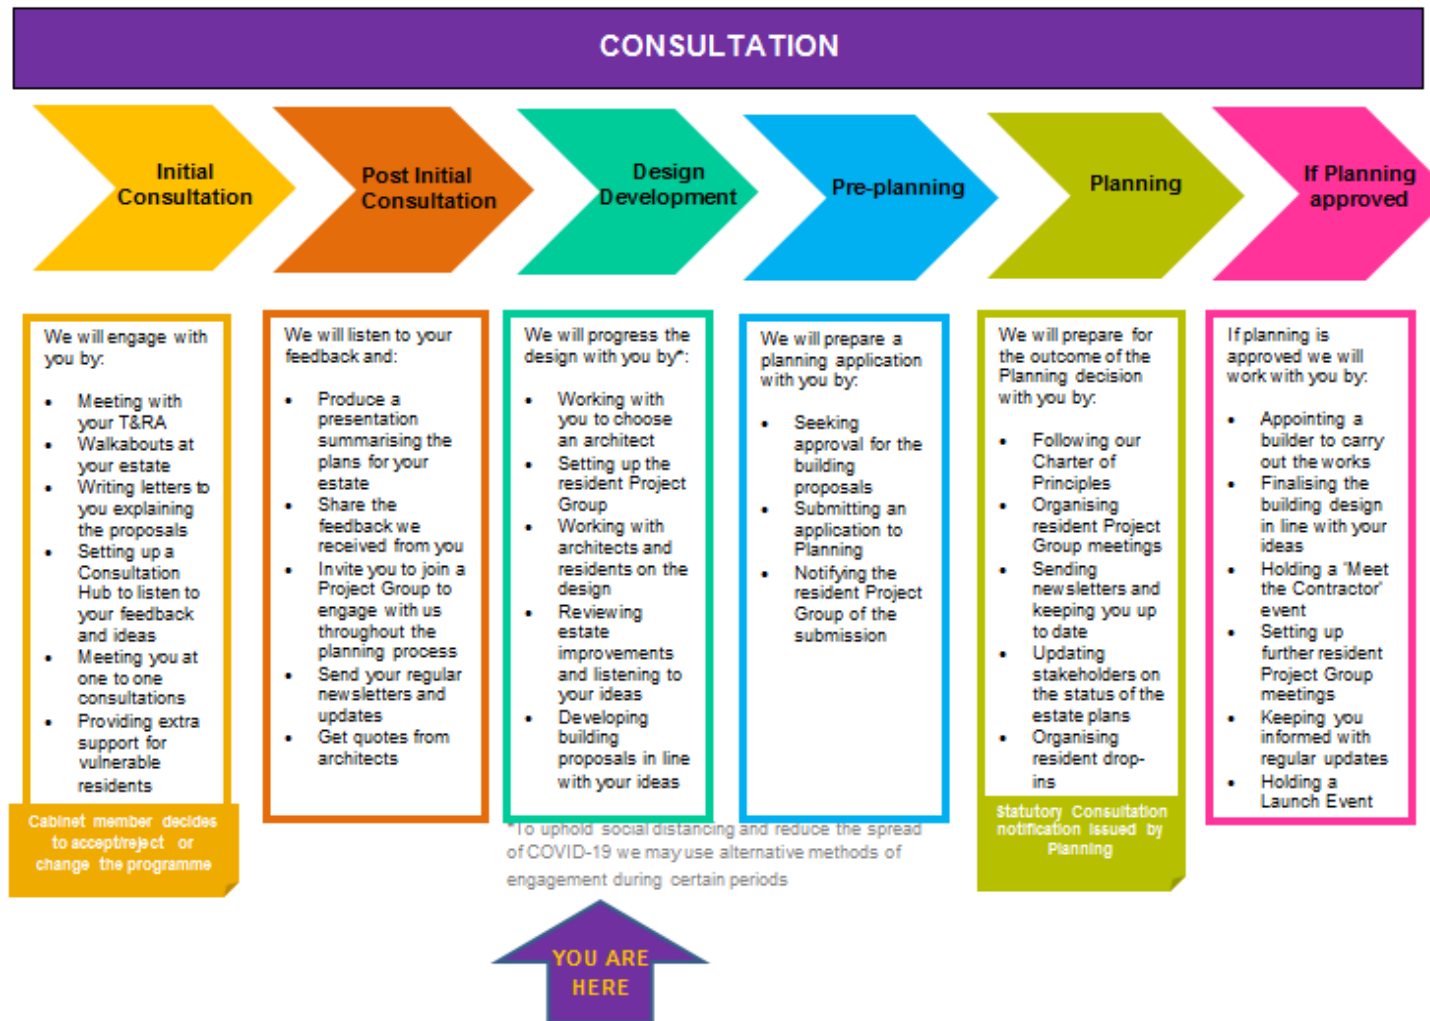 CONSULTATION
Initial
Consultation
Post Initial
Consultation
Design
Development
Pre-planning
Planning
If Planning
approved
We will engage with
you by:
• Meeting with
your T&RA
• Walkabouts at
your estate
• Writing letters to
you explaining
the proposals
• Setting up a
Consultation
Hub to listen to
your feedback
and ideas
• Meeting you at
one to one
consultations
• Providing extra
support for
vulnerable
residents
Cabinet member decides
to accept/reject or
change the programme
We will listen to your
feedback and:
• Produce a
presentation
summarising the
plans for your
estate
• Share the
feedback we
received from you
• Invite you to join a
Project Group to
engage with us
throughout the
planning process
• Send your regular
newsletters and
updates
• Get quotes from
architects
We will progress the
design with you by*:
• Working with
you to choose
an architect
• Setting up the
resident Project
Group
• Working with
architects and
residents on the
design
• Reviewing
estate
improvements
and listening to
your ideas
• Developing
building
proposals in line
with your ideas
*To uphold social distancing and reduce the spread
of COVID-19 we may use alternative methods of
engagement during certain periods
We will prepare a
planning application
with you by:
• Seeking
approval for the
building
proposals
• Submitting an
application to
Planning
• Notifying the
resident Project
Group of the
submission
We will prepare for
the outcome of the
Planning decision
with you by:
• Following our
Charter of
Principles
• Organising
resident Project
Group meetings
• Sending
newsletters and
keeping you up
to date
• Updating
stakeholders on
the status of the
estate plans
• Organising
resident drop-
ins
Statutory Consultation
notification issued by
Planning
If planning is
approved we will
work with you by:
• Appointing a
builder to carry
out the works
• Finalising the
building design
in line with your
ideas
• Holding a 'Meet
the Contractor'
event
• Setting up
further resident
Project Group
meetings
• Keeping you
informed with
regular updates
• Holding a
Launch Event
YOU ARE
HERE